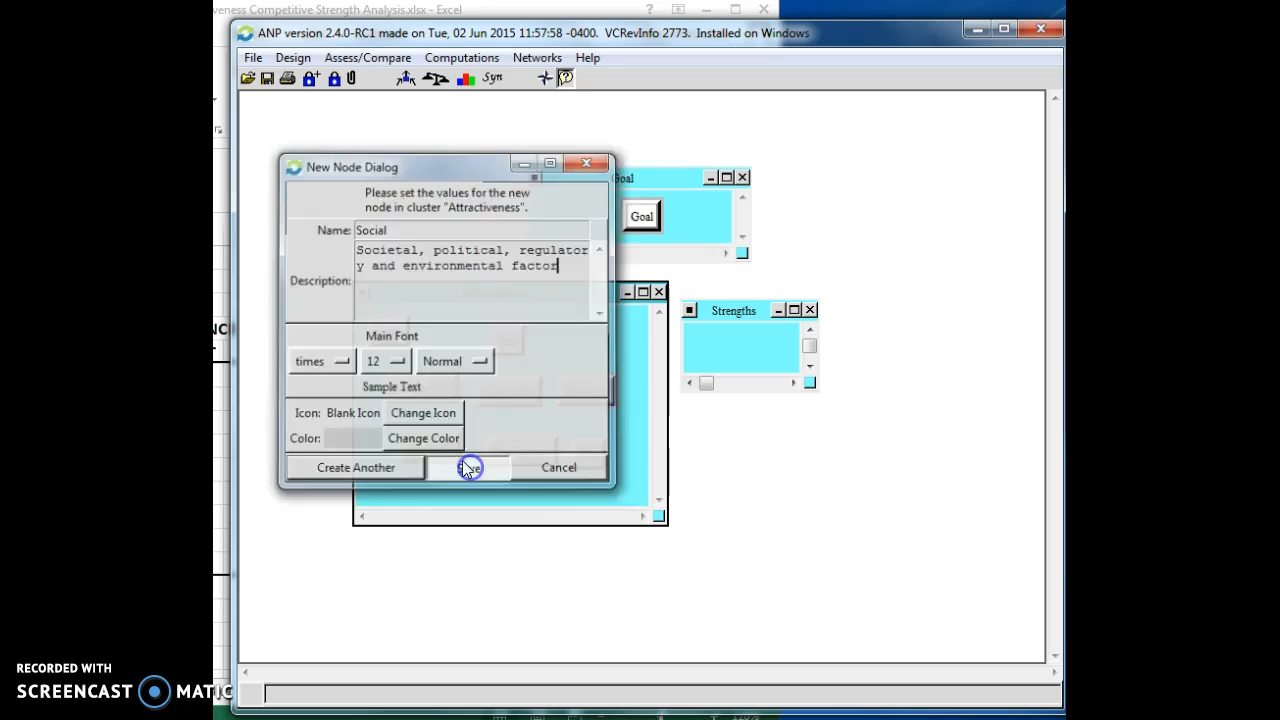 iveness Competitive Strength Analysis.xlsx - Excel
ANP version 2.4.0-RC1 made on Tue, 02 Jun 2015 11:57:58 -0400. VCRevInfo 2773. Installed on Windows
File Design Assess/Compare Computations Networks Help
Syn
New Node Dialog
Goal
Please set the values for the new
node in cluster "Attractiveness".
Goal
Name: Social
Description: Societal, political, regulator
y and environmental factor
Strengths
Main Font
times 12 Normal
Sample Text
Icon: Blank Icon Change Icon
Color: Change Color
Create Another Cancel
RECORDED WITH
SCREENCAST MATIC